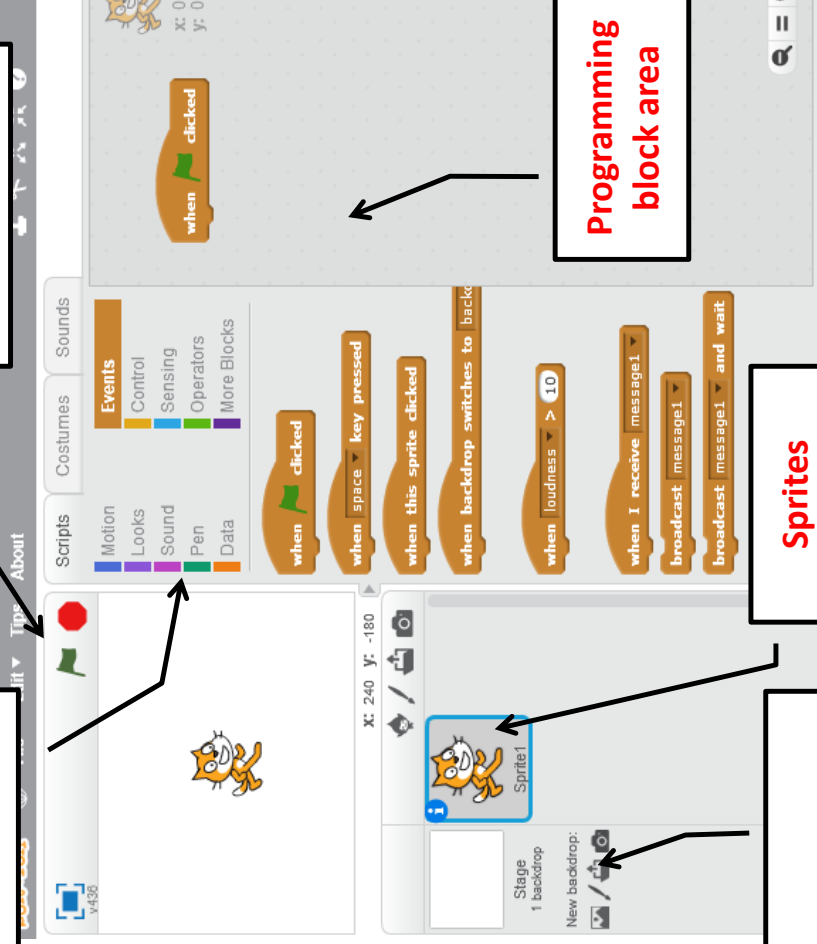 Tips About
v436
x: 240 y: -180
Sprite1
Stage
1 backdrop
New backdrop:
Scripts Costumes Sounds
Motion Events
Looks Control
Sound Sensing
Pen Operators
Data More Blocks
when clicked
when space key pressed
when this sprite clicked
when backdrop switches to
when loudness > 10
when I receive message1
broadcast message1
broadcast message1 and wait
when clicked
x: 0
y: 0
Programming
block area
Sprites